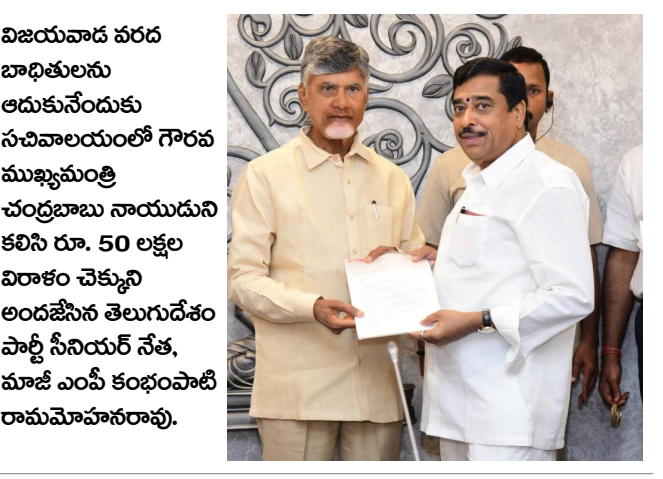 విజయవాడ వరద
బాధితులను
ఆదుకునేందుకు
సచివాలయంలో గౌరవ
ముఖ్యమంత్రి
చంద్రబాబు నాయుడుని
కలిసి రూ. 50 లక్షల
విరాళం చెక్కుని
అందజేసిన తెలుగుదేశం
పార్టీ సీనియర్ నేత,
మాజీ ఎంపీ కంభంపాటి
రామమోహనరావు.